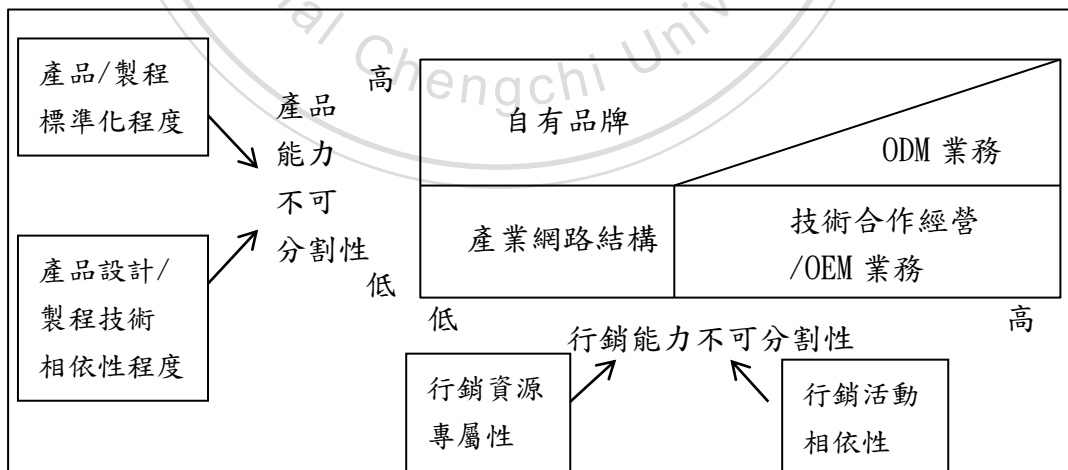 al Chengchi Univ
產品/製程
標準化程度
產品
能力
不可
分割性
高
低
產品設計/
製程技術
相依性程度
自有品牌
ODM 業務
產業網路結構
技術合作經營
/OEM 業務
低
高
行銷能力不可分割性
行銷資源
專屬性
行銷活動
相依性